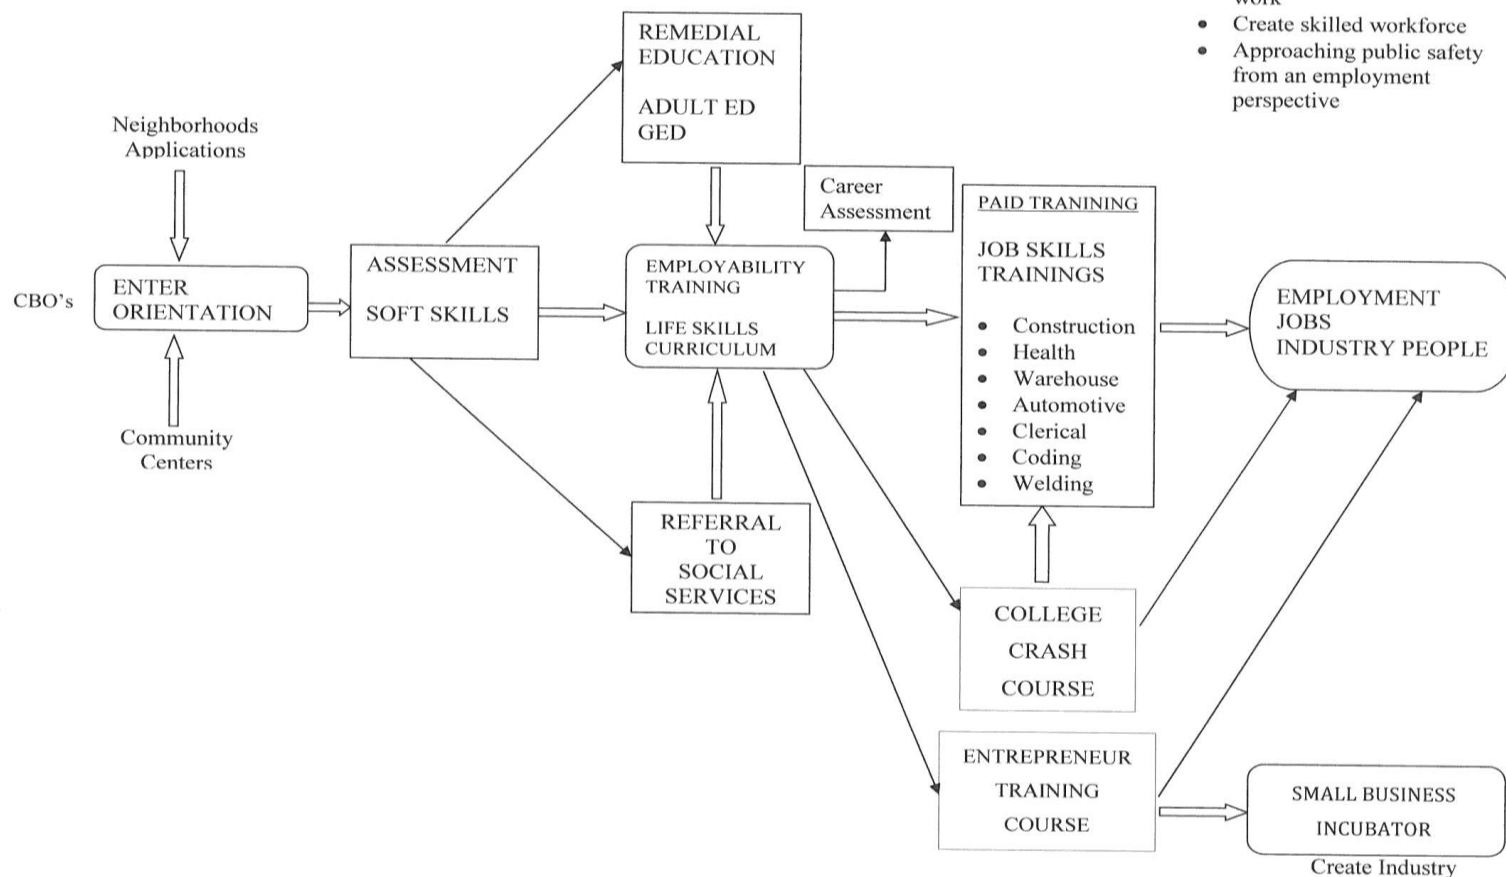 work
• Create skilled workforce
• Approaching public safety
from an employment
perspective
REMEDIAL
EDUCATION
ADULT ED
GED
Neighborhoods
Applications
Career
Assessment
PAID TRANINING
JOB SKILLS
TRAININGS
• Construction
• Health
• Warehouse
• Automotive
• Clerical
• Coding
• Welding
CBO's
ENTER
ORIENTATION
ASSESSMENT
SOFT SKILLS
EMPLOYABILITY
TRAINING
LIFE SKILLS
CURRICULUM
EMPLOYMENT
JOBS
INDUSTRY PEOPLE
Community
Centers
REFERRAL
TO
SOCIAL
SERVICES
COLLEGE
CRASH
COURSE
ENTREPRENEUR
TRAINING
COURSE
SMALL BUSINESS
INCUBATOR
Create Industry